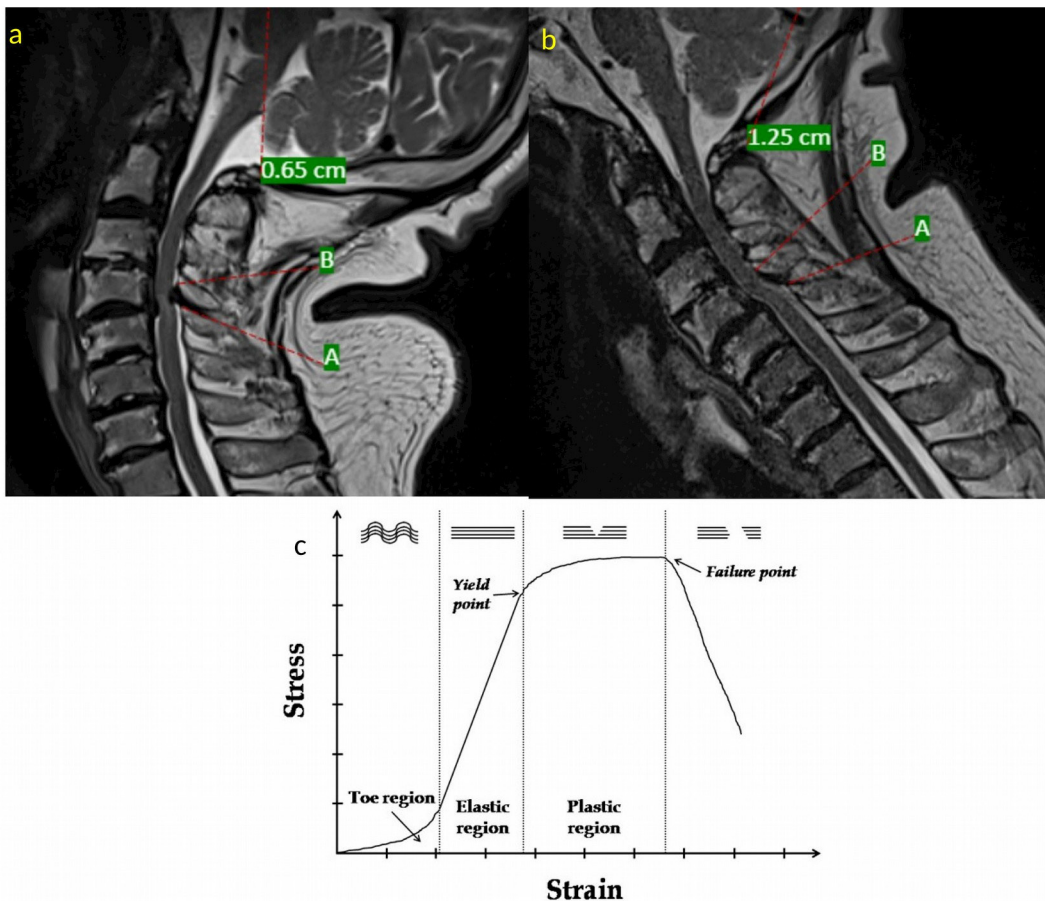 a
b
0.65 cm
1.25 cm
B
B
A
A
c
Yield
point
Failure point
Stress
Toe region
Elastic
region
Plastic
region
Strain